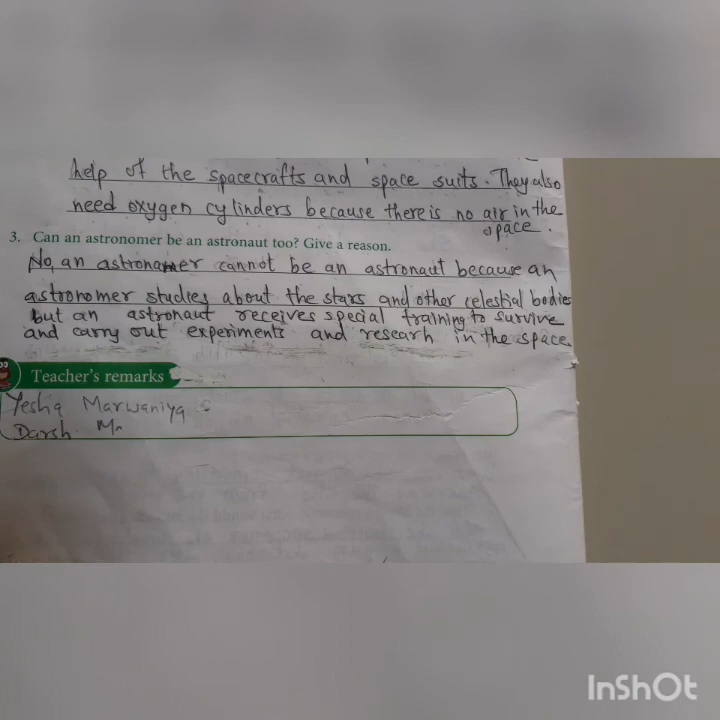 help of the spacecrafts and space suits. They also
need oxygen cylinders because there is no air in the
space.
3. Can an astronomer be an astronaut too? Give a reason.
No, an astronamer cannot be an astronaut because an
astronomer studies about the stars and other celestial bodies
but an astronaut receives special training to survive
and carry out experiments and researh in the space.
Teacher's remarks
Yesha Marwaniya
Darsh
InShOt